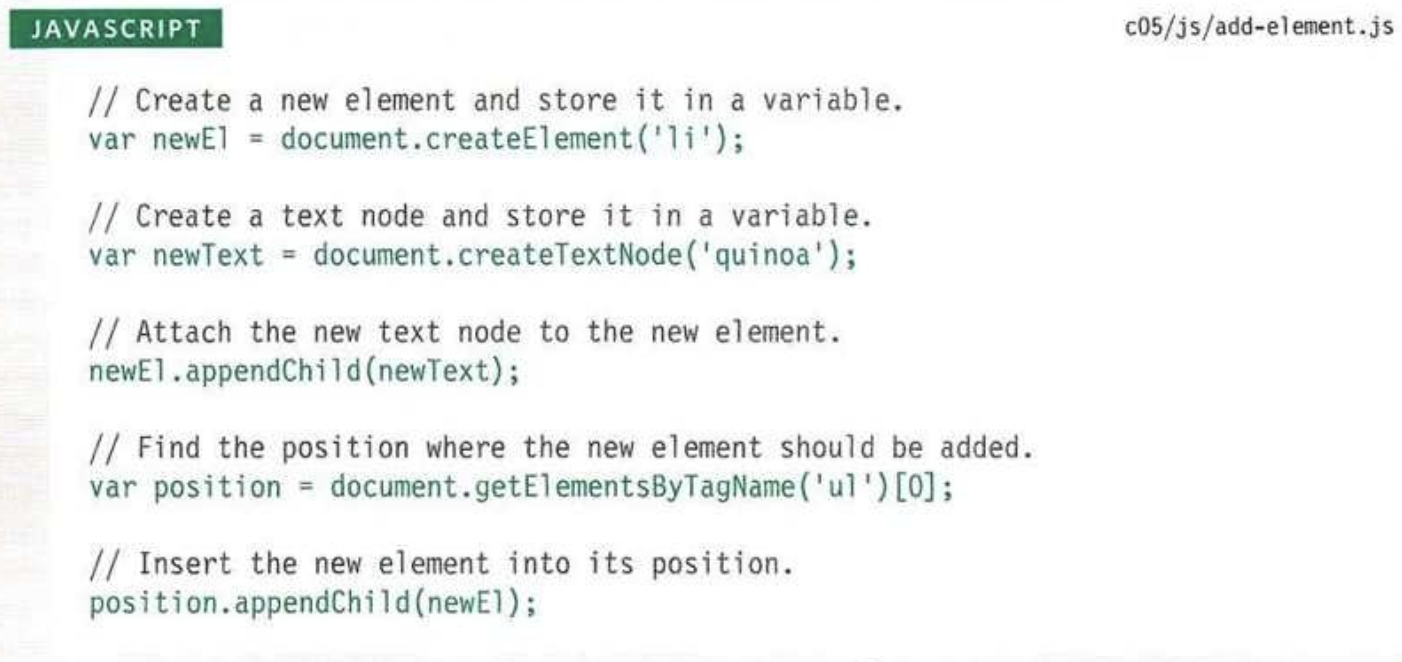 JAVASCRIPT c05/js/add-element.js
// Create a new element and store it in a variable.
var newEl = document.createElement('li');
// Create a text node and store it in a variable.
var newText = document.createTextNode('quinoa');
// Attach the new text node to the new element.
newEl.appendChild(newText);
// Find the position where the new element should be added.
var position = document.getElementsByTagName('ul')[0];
// Insert the new element into its position.
position.appendChild(newEl);